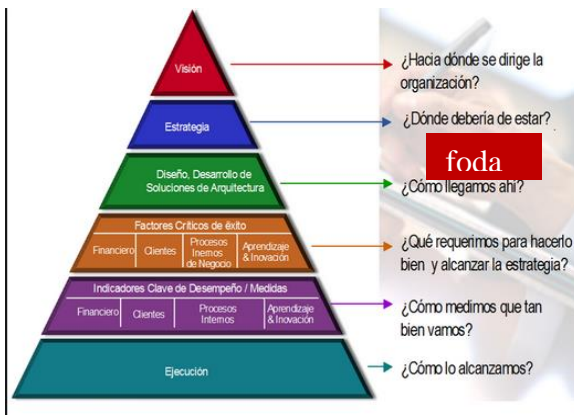 Visión
¿Hacia dónde se dirige la
organización?
Estrategia
¿Dónde debería de estar?
foda
Diseño, Desarrollo de
Soluciones de Arquitectura
¿Cómo llegamos ahí?
Factores Críticos de éxito
Financiero
Clientes
Procesos
Inernos
de Negocio
Aprendizaje
& Inovación
¿Qué requerimos para hacerlo
bien y alcanzar la estrategia?
Indicadores Clave de Desempeño / Medidas
Financiero
Clientes
Procesos
Internos
Aprendizaje
& Inovación
¿Cómo medimos que tan
bien vamos?
Ejecución
¿Cómo lo alcanzamos?